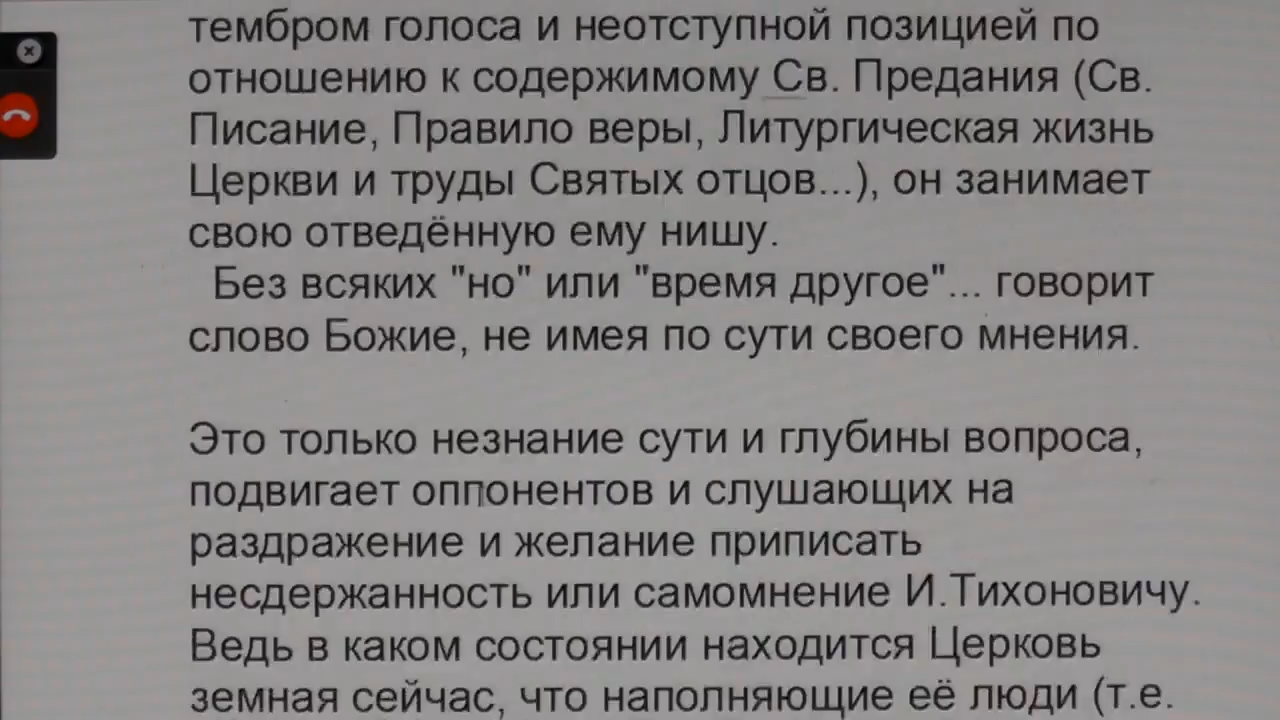 тембром голоса и неотступной позицией по
отношению к содержимому Св. Предания (Св.
Писание, Правило веры, Литургическая жизнь
Церкви и труды Святых отцов...), он занимает
свою отведённую ему нишу.
Без всяких "но" или "время другое"... говорит
слово Божие, не имея по сути своего мнения.
Это только незнание сути и глубины вопроса,
подвигает оппонентов и слушающих на
раздражение и желание приписать
несдержанность или самомнение И.Тихоновичу.
Ведь в каком состоянии находится Церковь
земная сейчас, что наполняющие её люди (т.е.